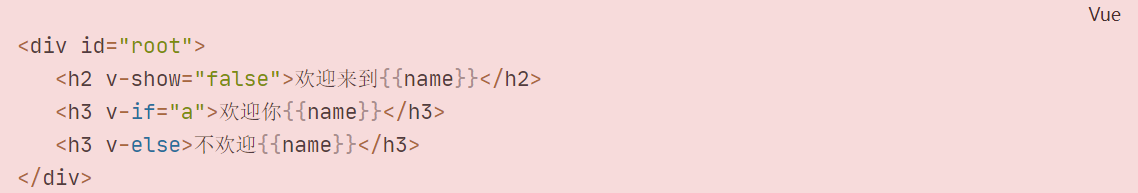 Vue
<div id="root">
<h2 v-show="false">欢迎来到{{name}}</h2>
<h3 v-if="a">欢迎你{{name}}</h3>
<h3 v-else>不欢迎{{name}}</h3>
</div>